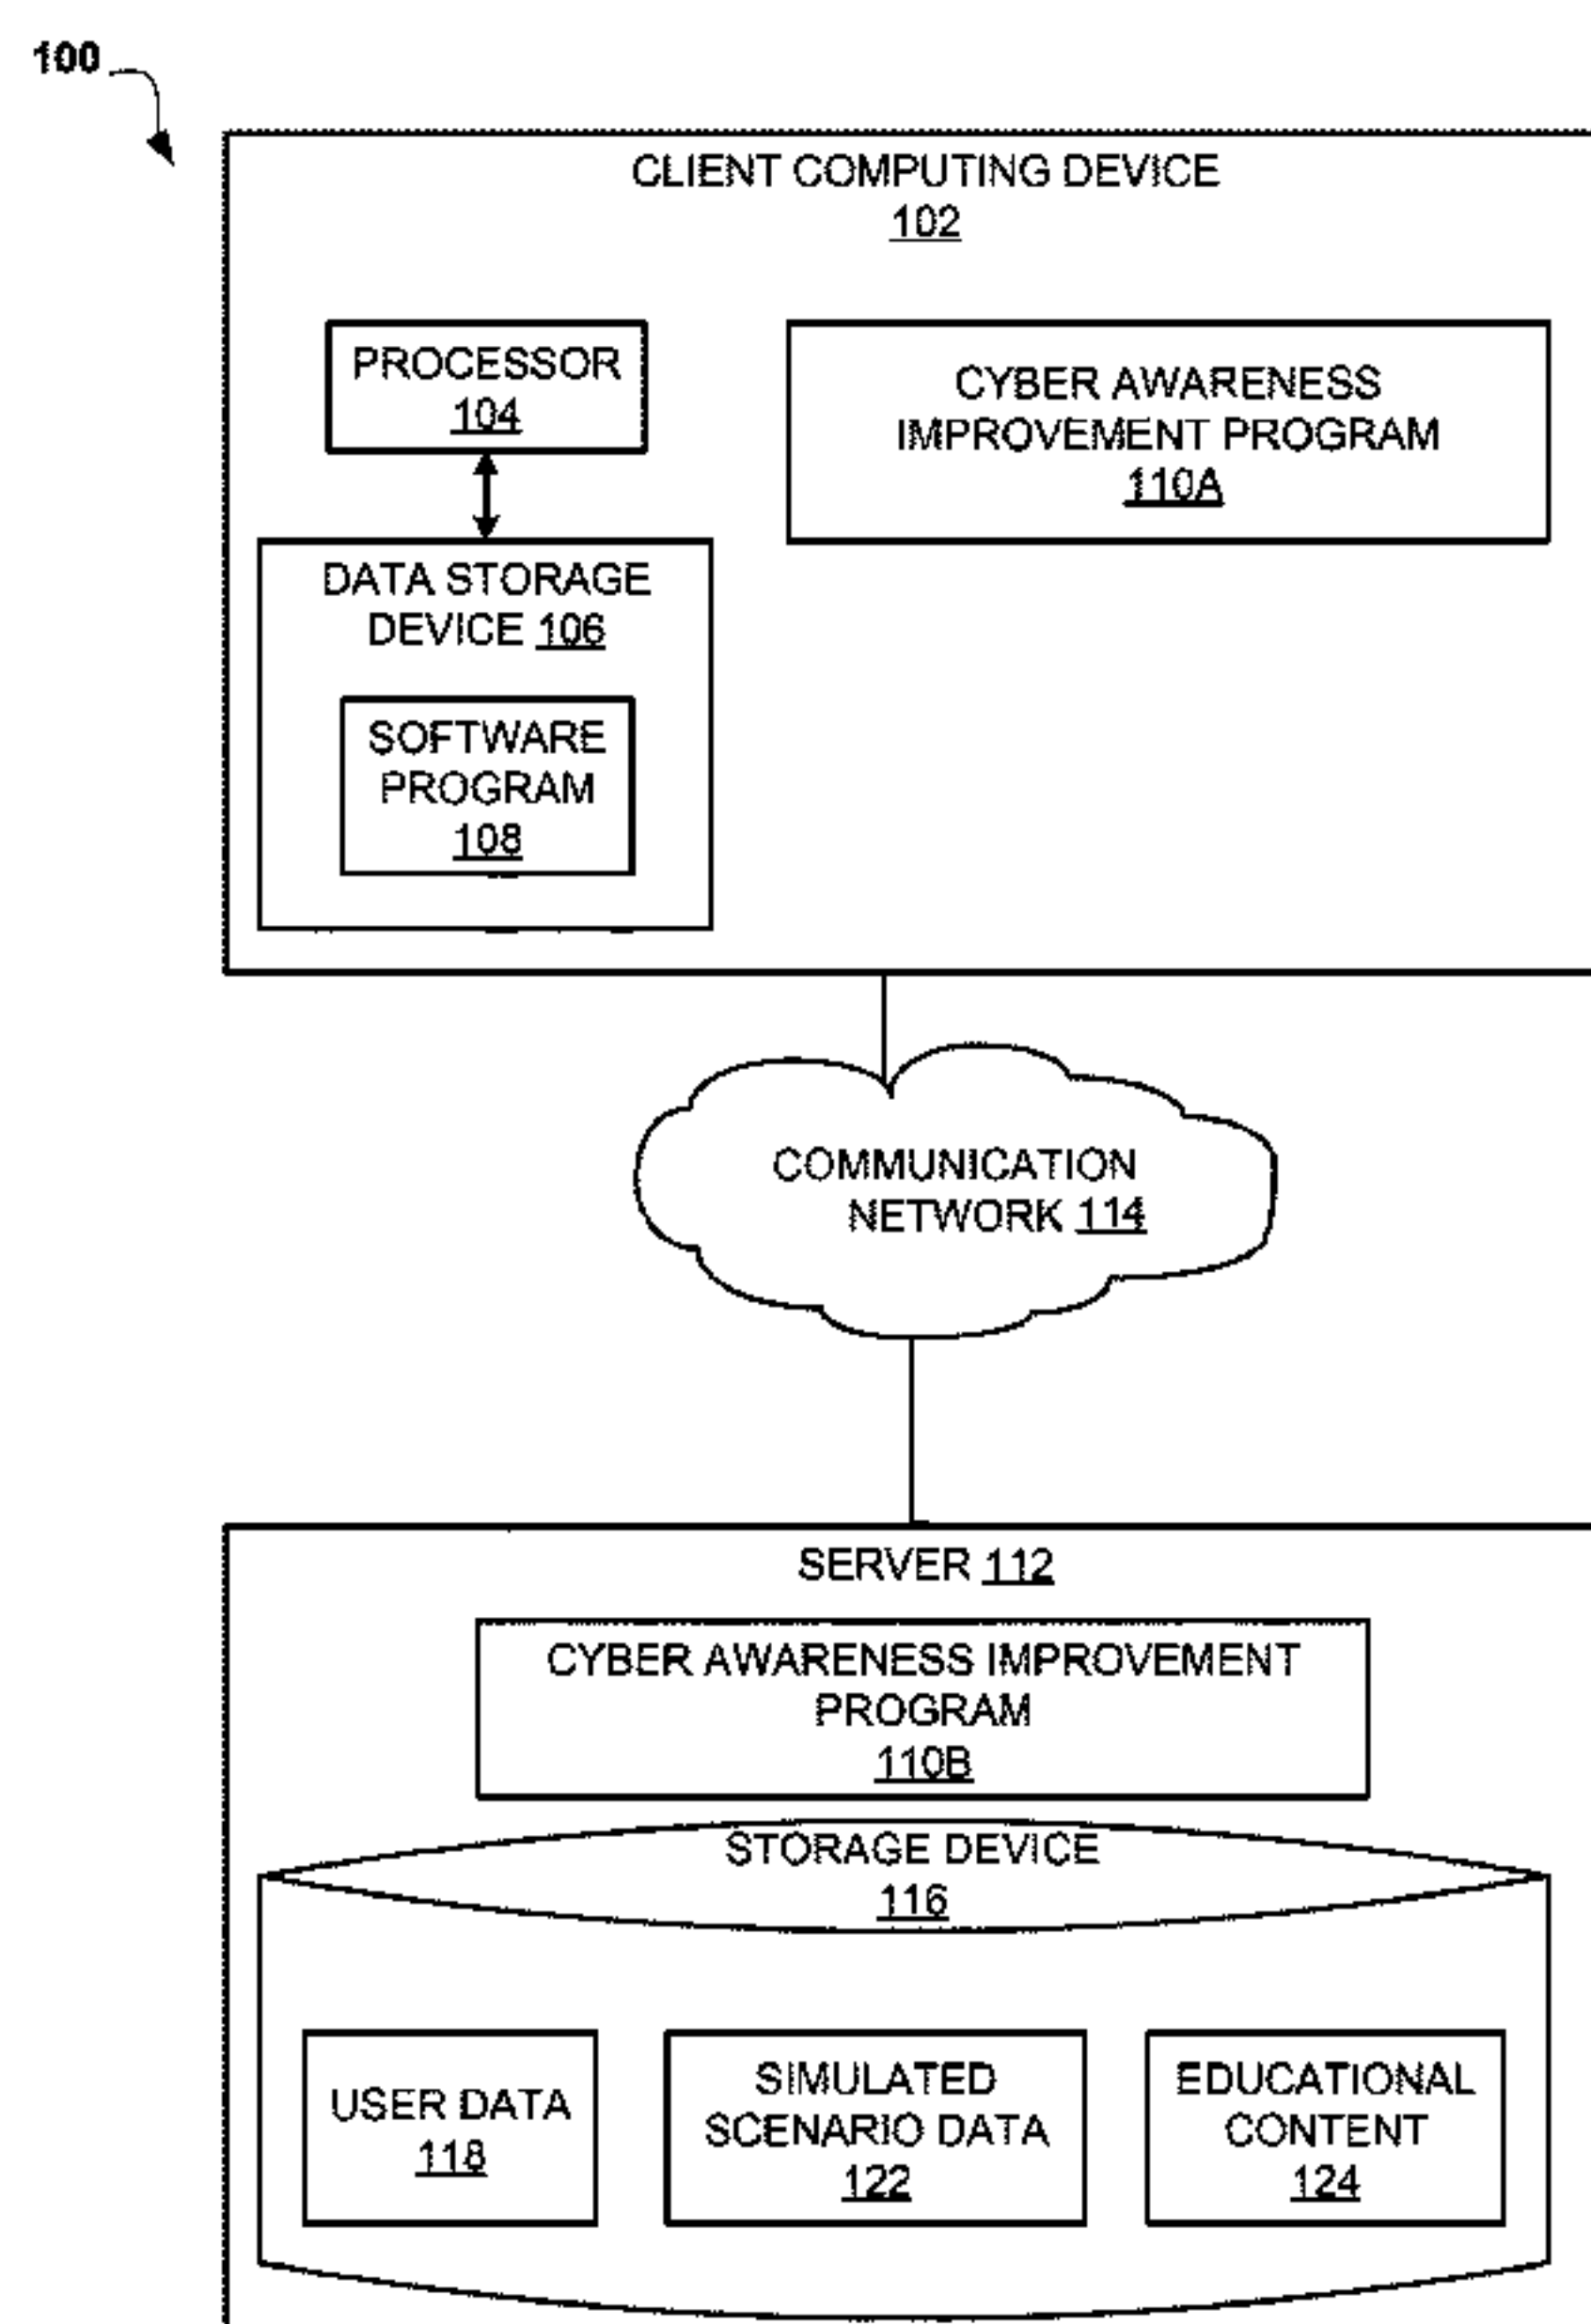 100
CLIENT COMPUTING DEVICE
102
PROCESSOR
104
CYBER AWARENESS
IMPROVEMENT PROGRAM
110A
DATA STORAGE
DEVICE 106
SOFTWARE
PROGRAM
108
COMMUNICATION
NETWORK 114
SERVER 112
CYBER AWARENESS IMPROVEMENT
PROGRAM
110B
STORAGE DEVICE
116
USER DATA
118
SIMULATED
SCENARIO DATA
122
EDUCATIONAL
CONTENT
124